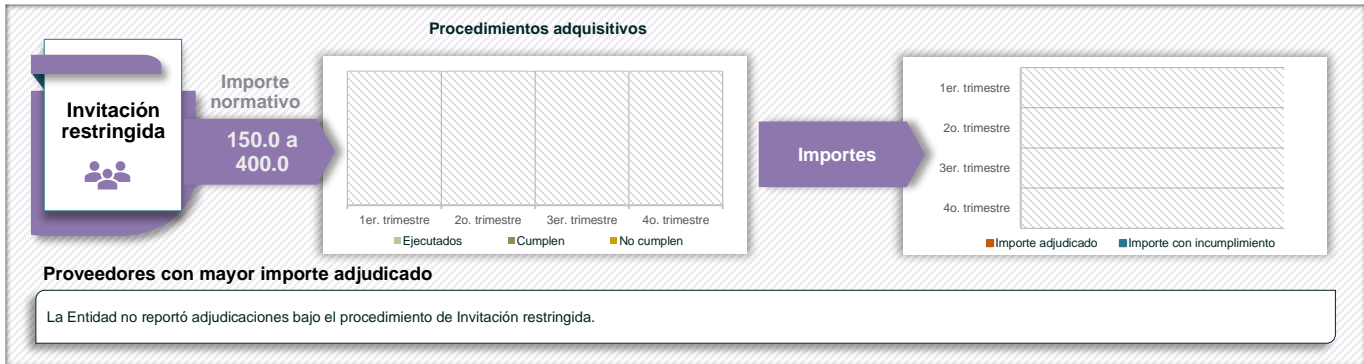 Procedimientos adquisitivos
Invitación
restringida
Importe
normativo
150.0 a
400.0
1er. trimestre 2o. trimestre 3er. trimestre 4o. trimestre
Ejecutados Cumplen No cumplen
Importes
1er. trimestre
2o. trimestre
3er. trimestre
4o. trimestre
Importe adjudicado Importe con incumplimiento
Proveedores con mayor importe adjudicado
La Entidad no reportó adjudicaciones bajo el procedimiento de Invitación restringida.